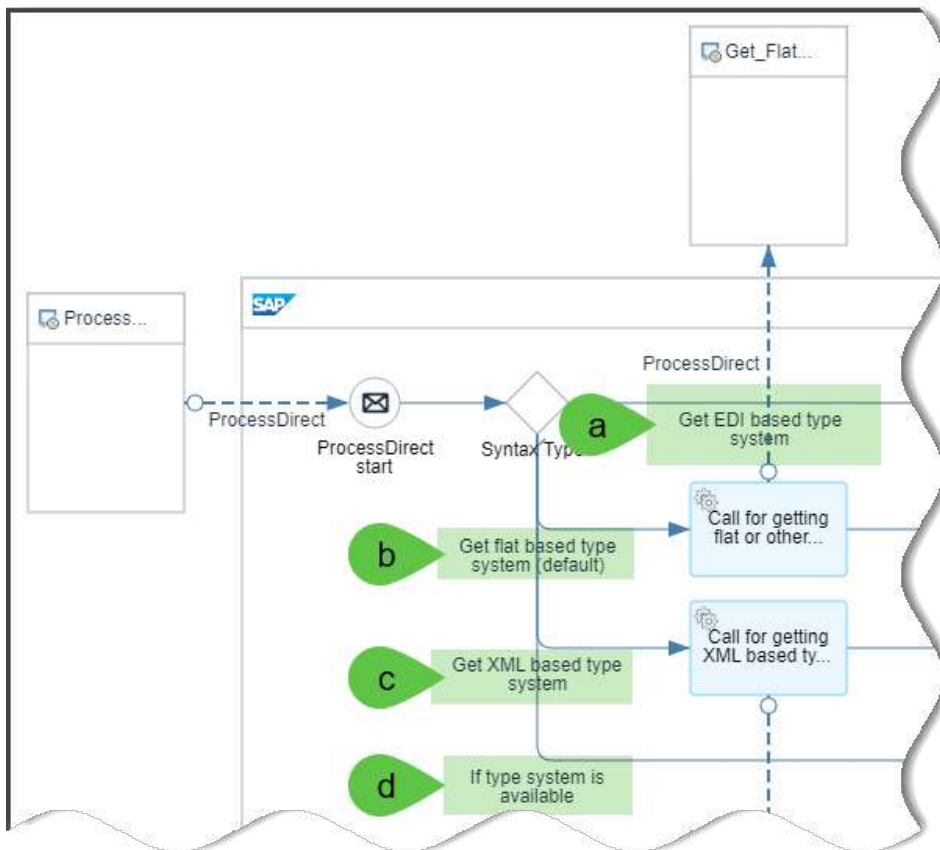 Get_Flat...
SAP
Process...
ProcessDirect
ProcessDirect
ProcessDirect
start
Syntax Type
a
Get EDI based type
system
b
Get flat based type
system (default)
Call for getting
flat or other...
c
Get XML based type
system
Call for getting
XML based ty...
d
If type system is
available